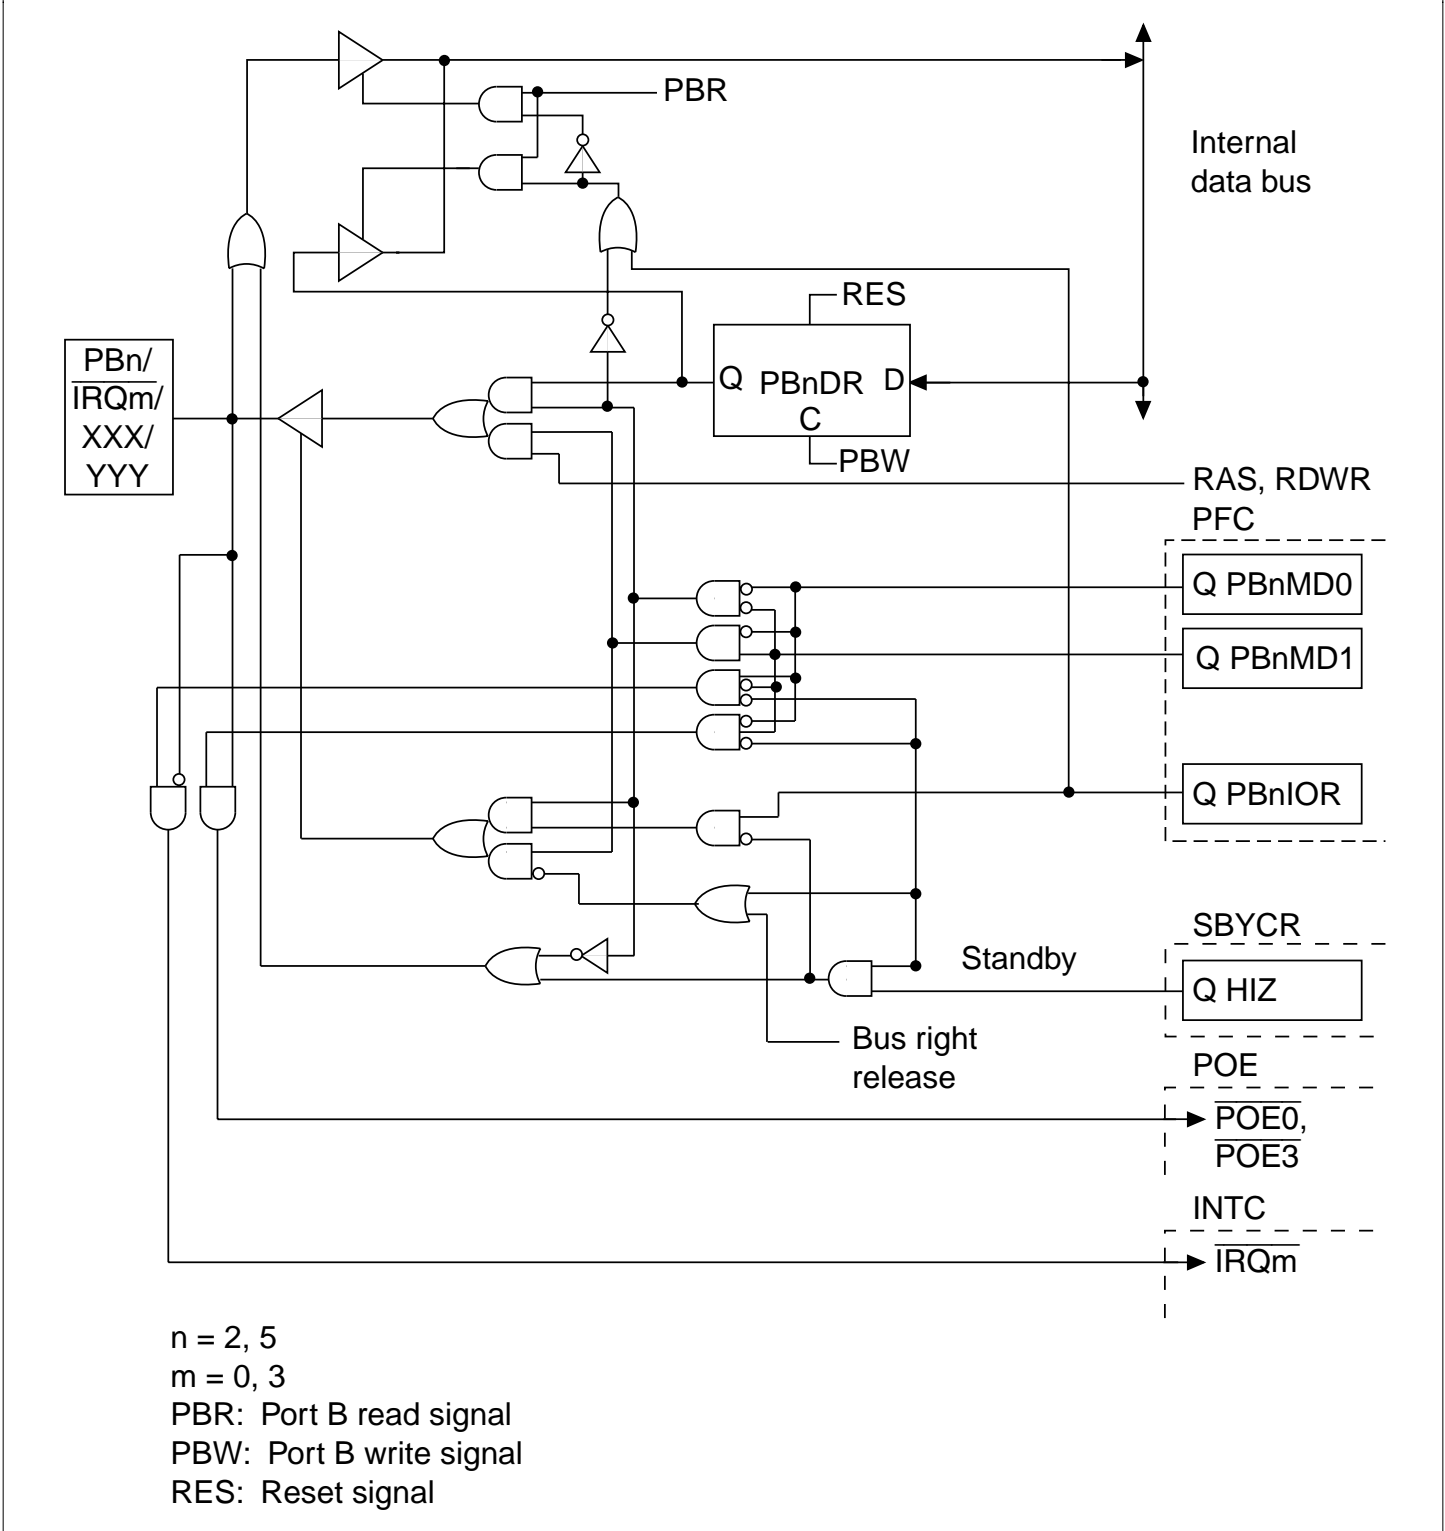 PBR
Internal
data bus
RES
PBn/
IRQm/
XXX/
YYY
Q PBnDR D
C
PBW
RAS, RDWR
PFC
Q PBnMD0
Q PBnMD1
Q PBnIOR
SBYCR
Standby
Q HIZ
Bus right
release
POE
POE0,
POE3
INTC
IRQm
n = 2, 5
m = 0, 3
PBR: Port B read signal
PBW: Port B write signal
RES: Reset signal